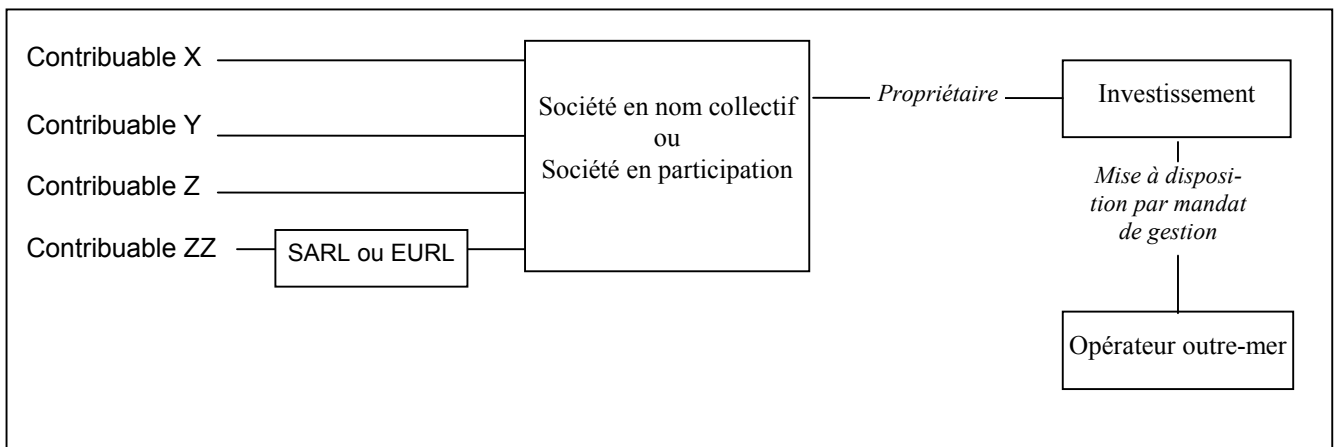 Contribuable X
Contribuable Y
Contribuable Z
Contribuable ZZ
SARL ou EURL
Société en nom collectif
ou
Société en participation
Propriétaire
Investissement
Mise à disposi-
tion par mandat
de gestion
Opérateur outre-mer